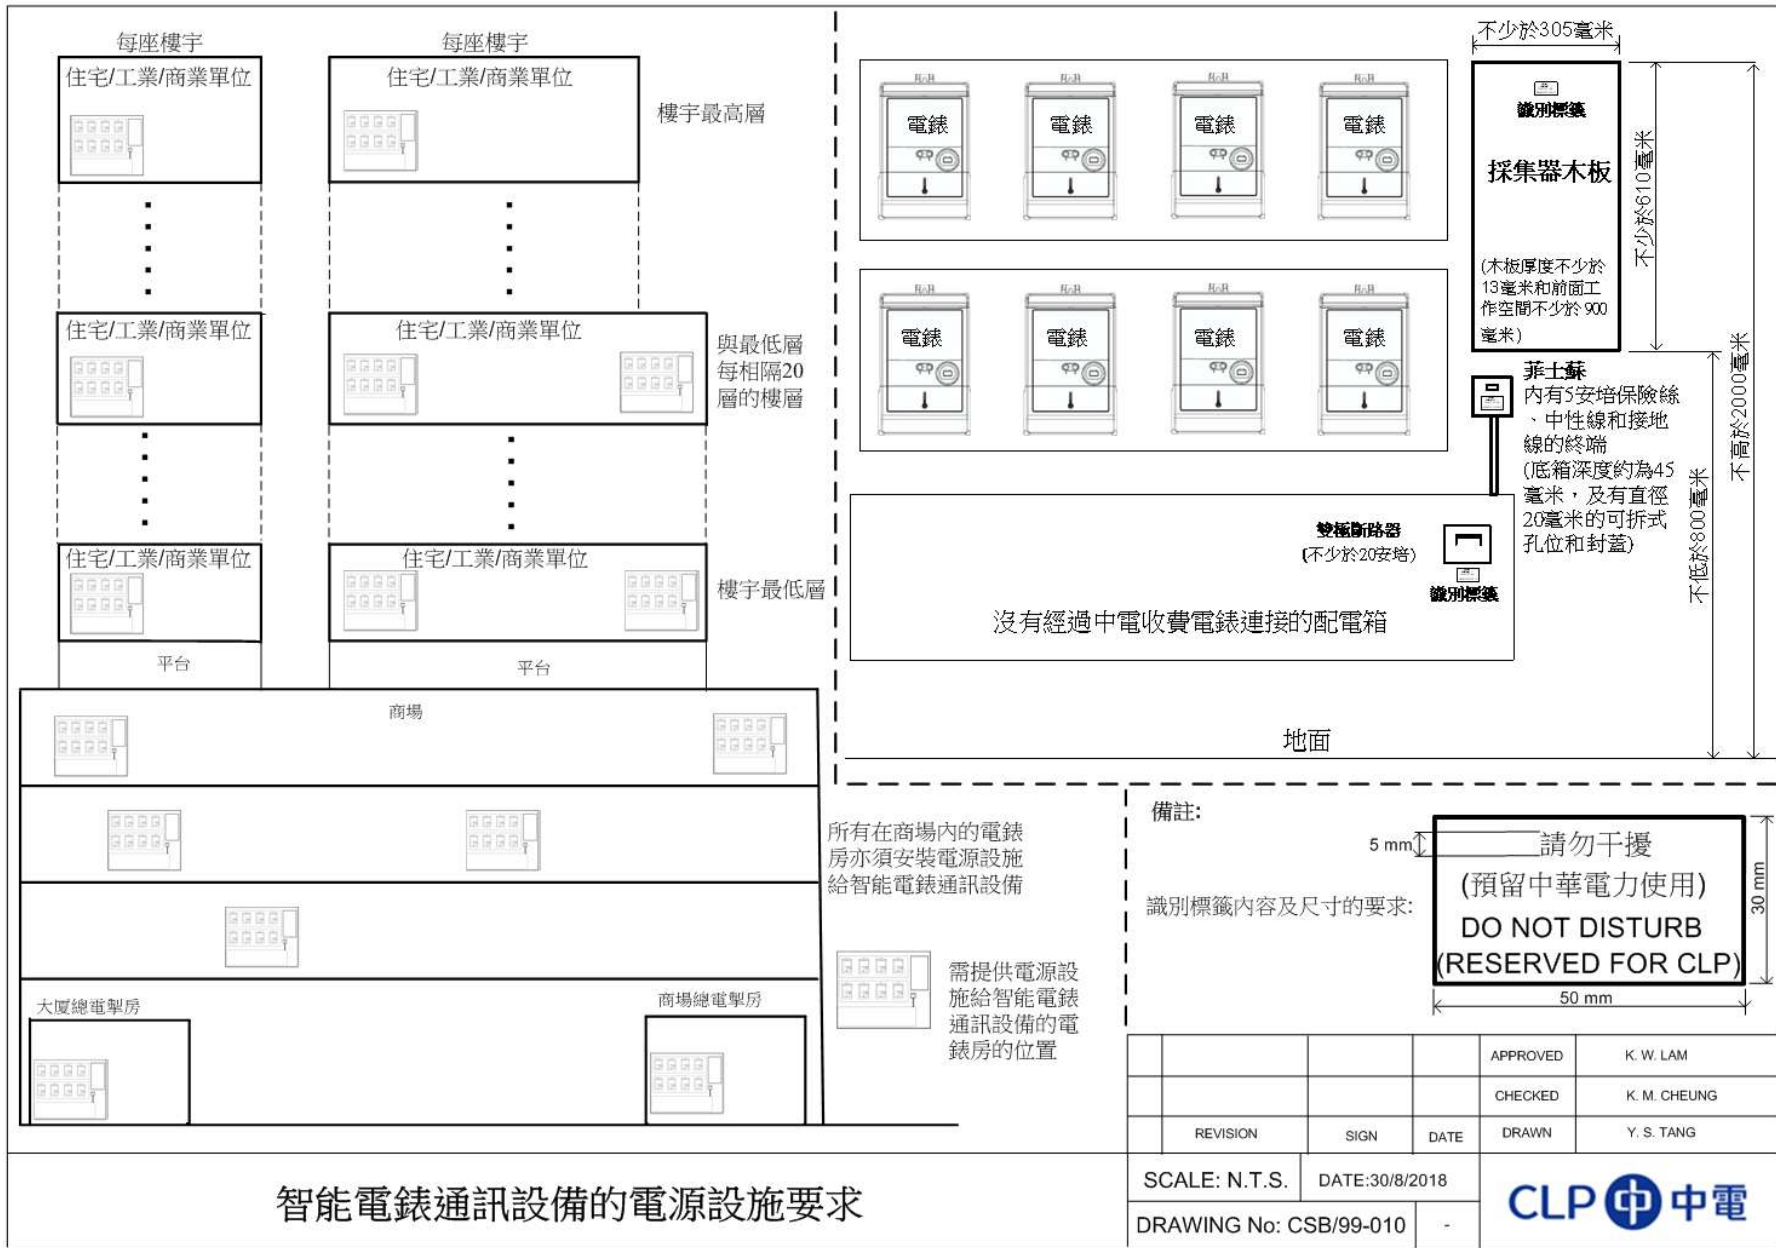 每座樓宇
住宅/工業/商業單位
每座樓宇
住宅/工業/商業單位
樓宇最高層
住宅/工業/商業單位
住宅/工業/商業單位
與最低層
每相隔20
層的樓層
住宅/工業/商業單位
住宅/工業/商業單位
樓宇最低層
平台
平台
商場
所有在商場內的電錶
房亦須安裝電源設施
給智能電錶通訊設備
大厦總電掣房
商場總電掣房
需提供電源設
施給智能電錶
通訊設備的電
錶房的位置
電錶
電錶
電錶
電錶
電錶
電錶
電錶
電錶
不少於305毫米
識別標籤
採集器木板
(木板厚度不少於
13毫米和前面工
作空間不少於900
毫米)
不少於610毫米
不高於2000毫米
不低於800毫米
菲士蘇
內有5安培保險絲
、中性線和接地
線的終端
(底箱深度約為45
毫米，及有直徑
20毫米的可拆式
孔位和封蓋)
雙極斷路器
(不少於20安培)
識別標籤
沒有經過中電收費電錶連接的配電箱
地面
備註:
識別標籤內容及尺寸的要求:
5 mm
請勿干擾
(預留中華電力使用)
DO NOT DISTURB
(RESERVED FOR CLP)
30 mm
50 mm
APPROVED K. W. LAM
CHECKED K. M. CHEUNG
REVISION SIGN DATE DRAWN Y. S. TANG
智能電錶通訊設備的電源設施要求
SCALE: N.T.S. DATE:30/8/2018
DRAWING No: CSB/99-010 -
CLP 中電